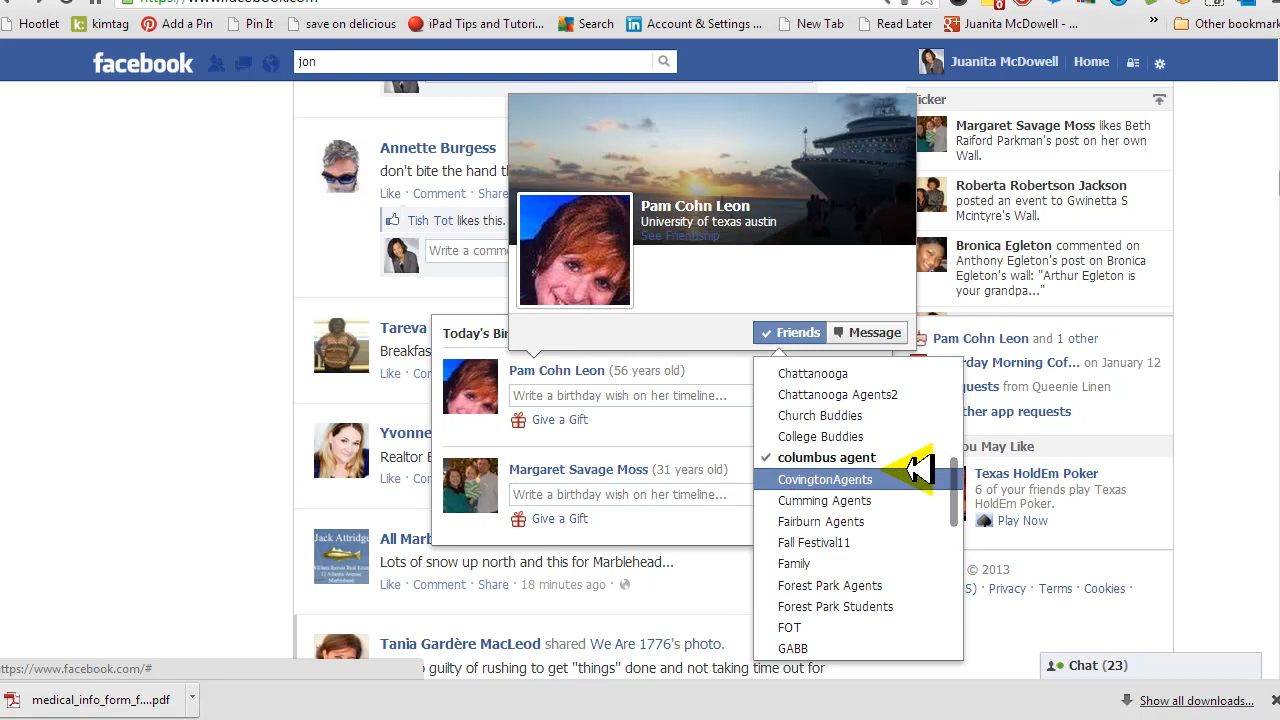 Hootlet
kimtag
Add a Pin
Pin It
save on delicious
iPad Tips and Tutori...
Search
Account & Settings ...
New Tab
Read Later
Juanita McDowell - ...
»
Other bookmar
facebook
jon
Juanita McDowell
Home
Ticker
Annette Burgess
don't bite the hand th
Like · Comment · Share
Tish Tot likes this.
Write a comme
Pam Cohn Leon
University of texas austin
See Friendship
Friends
Message
Margaret Savage Moss likes Beth
Raiford Parkman's post on her own
Wall.
Roberta Robertson Jackson
posted an event to Gwinetta S
Mcintyre's Wall.
Bronica Egleton commented on
Anthony Egleton's post on Bronica
Egleton's wall: "Arthur Egleton is
your grandpa..."
Tareva
Breakfas
Like · C
Today's Bir
Pam Cohn Leon (56 years old)
Write a birthday wish on her timeline...
Give a Gift
Margaret Savage Moss (31 years old)
Write a birthday wish on her timeline...
Give a Gift
Chattanooga
Chattanooga Agents2
Church Buddies
College Buddies
columbus agent
CovingtonAgents
Cumming Agents
Fairburn Agents
Fall Festival11
Family
Forest Park Agents
Forest Park Students
FOT
GABB
Pam Cohn Leon and 1 other
rday Morning Cof... on January 12
quests from Queenie Linen
ther app requests
ou May Like
Texas HoldEm Poker
6 of your friends play Texas
HoldEm Poker.
Play Now
© 2013
S) · Privacy · Terms · Cookies ·
Yvonne
Realtor E
Like · C
Jack Attridge
All Marb
Lots of snow up north and this for Marblehead...
Like · Comment · Share · 18 minutes ago ·
Tania Gardère MacLeod shared We Are 1776's photo.
guilty of rushing to get "things" done and not taking time out for
Chat (23)
https://www.facebook.com/#
medical_info_form_f....pdf
Show all downloads...